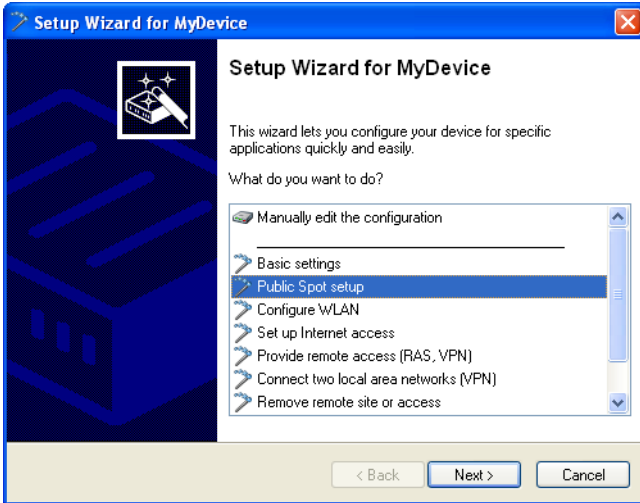 Setup Wizard for MyDevice
Setup Wizard for MyDevice
This wizard lets you configure your device for specific
applications quickly and easily.
What do you want to do?
Manually edit the configuration
Basic settings
Public Spot setup
Configure WLAN
Set up Internet access
Provide remote access (RAS, VPN)
Connect two local area networks (VPN)
Remove remote site or access
< Back Next > Cancel